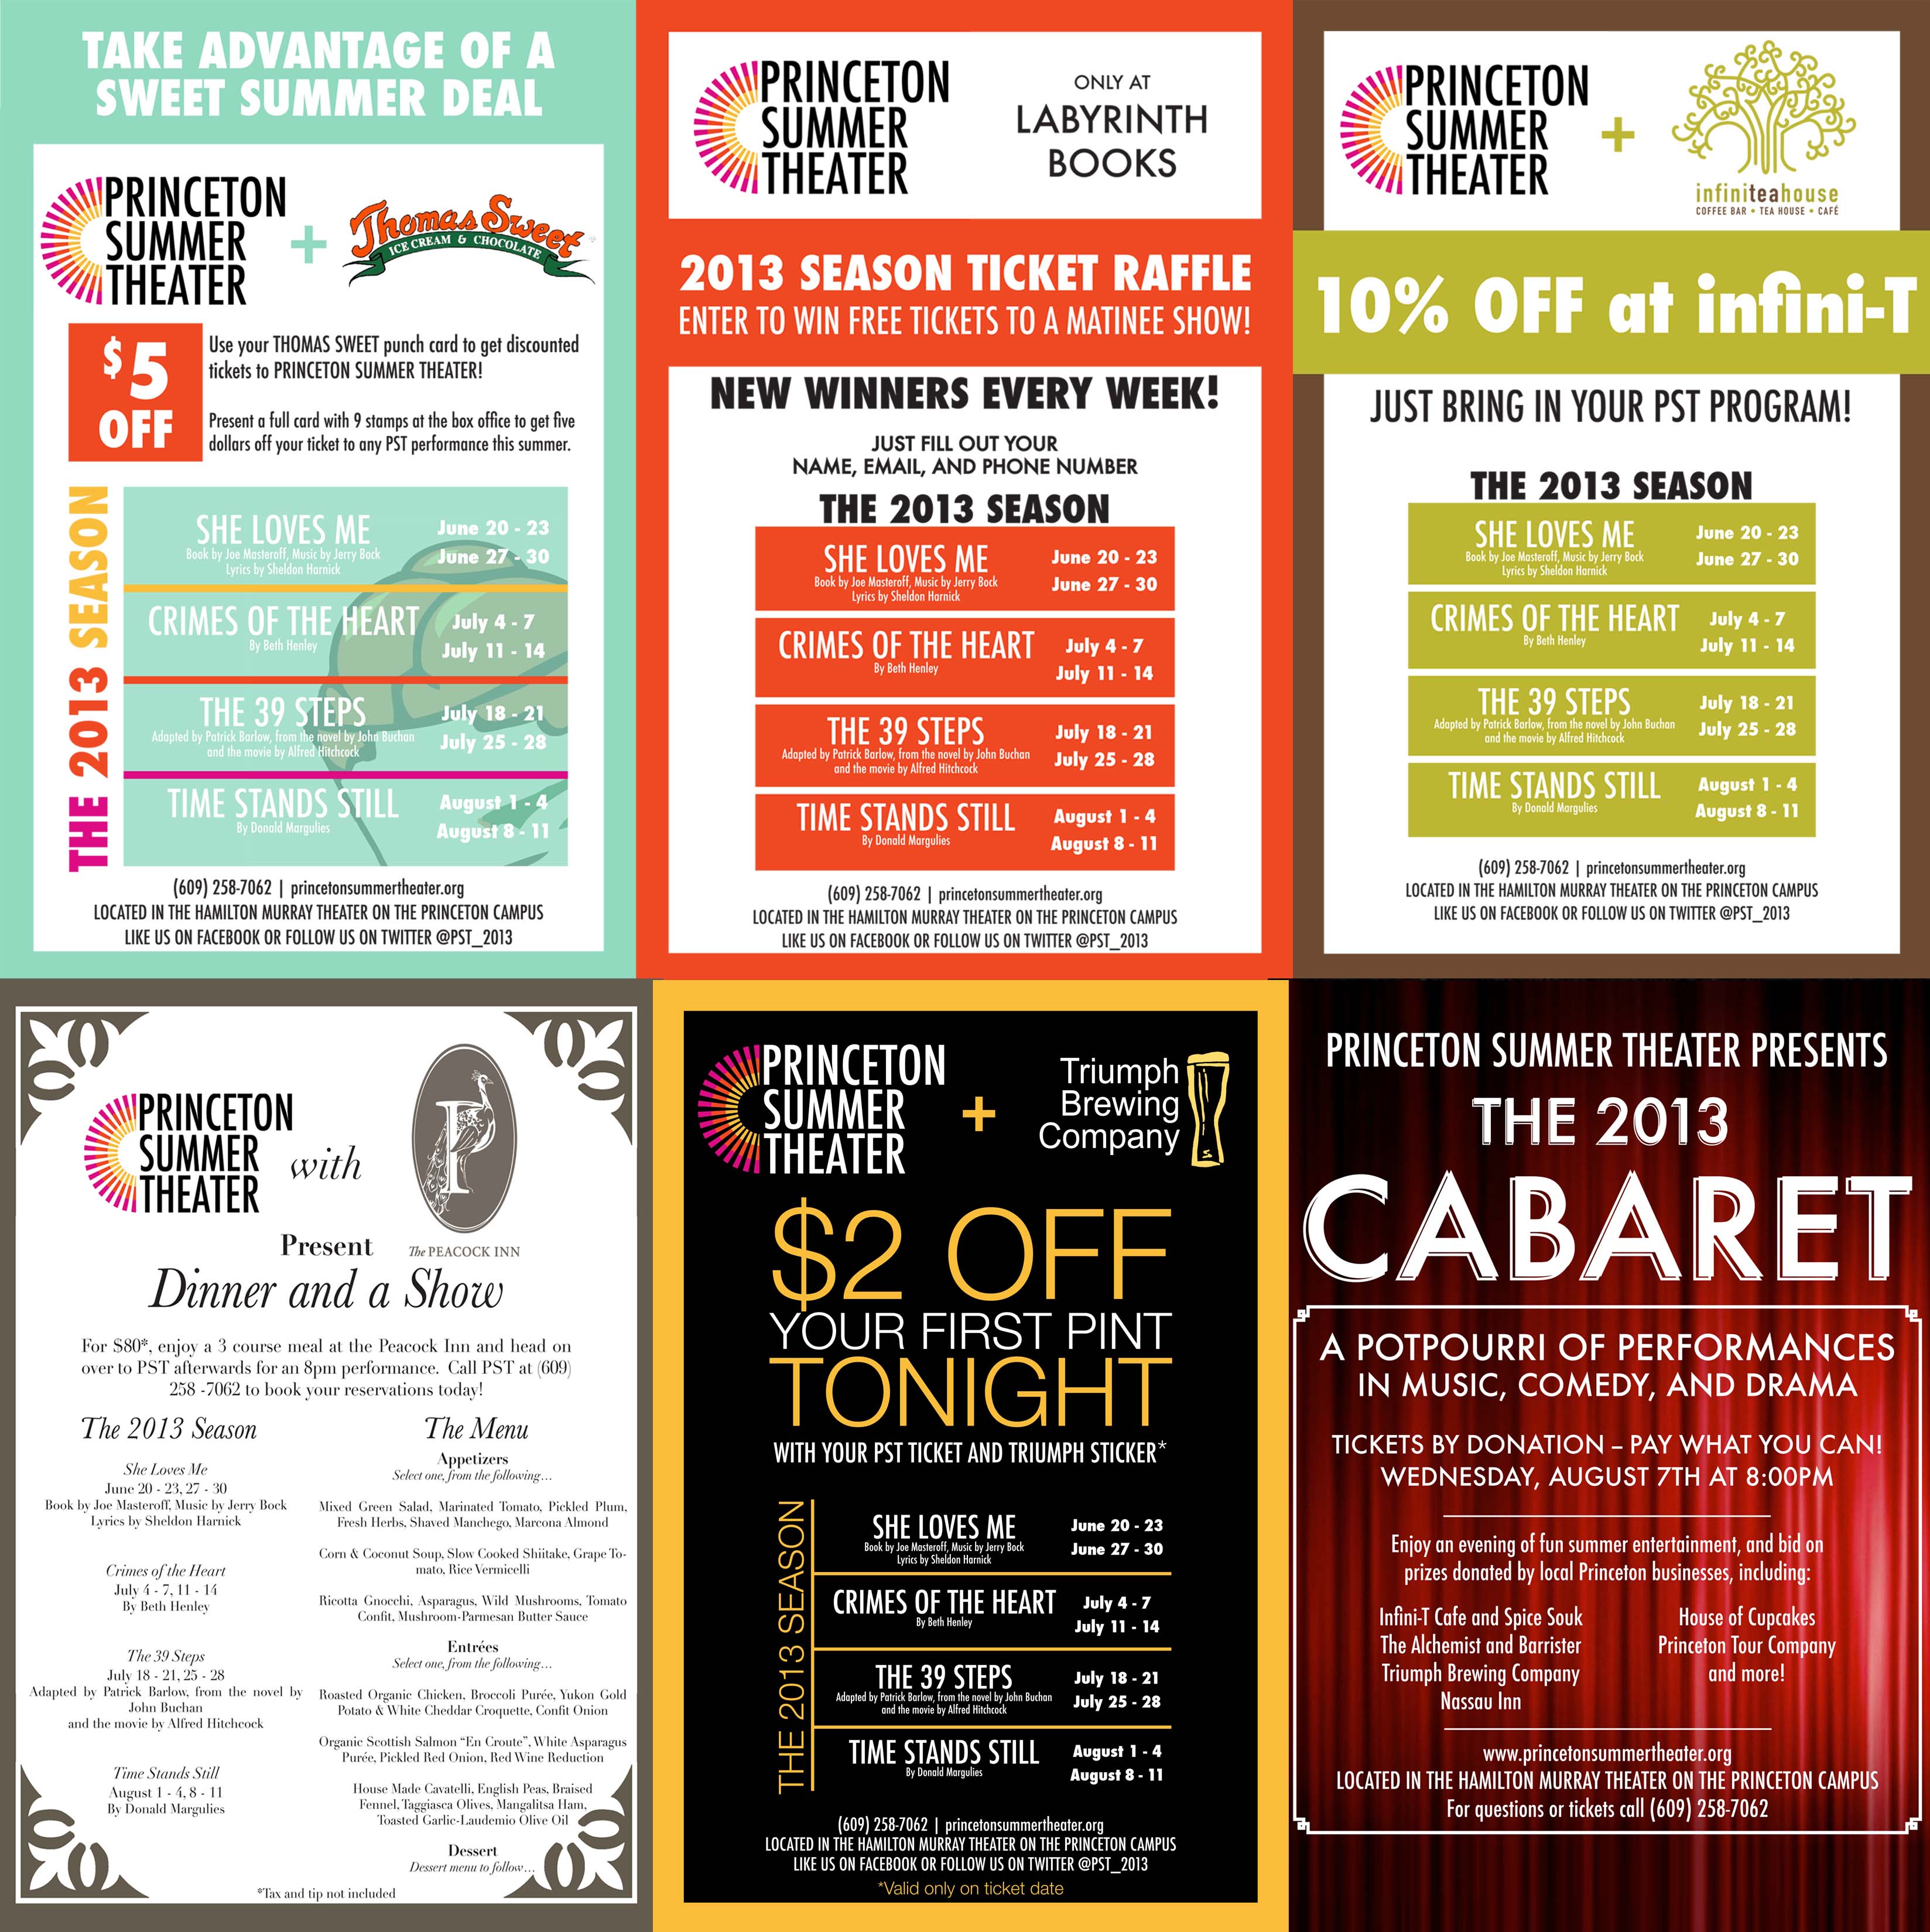 TAKE ADVANTAGE OF A
SWEET SUMMER DEAL
PRINCETON
SUMMER
THEATER
+
Thomas Sweet
ICE CREAM & CHOCOLATE
$5
OFF
Use your THOMAS SWEET punch card to get discounted
tickets to PRINCETON SUMMER THEATER!
Present a full card with 9 stamps at the box office to get five
dollars off your ticket to any PST performance this summer.
THE 2013 SEASON
SHE LOVES ME
Book by Joe Masteroff, Music by Jerry Bock
Lyrics by Sheldon Harnick
June 20 - 23
June 27 - 30
CRIMES OF THE HEART
By Beth Henley
July 4 - 7
July 11 - 14
THE 39 STEPS
Adapted by Patrick Barlow, from the novel by John Buchan
and the movie by Alfred Hitchcock
July 18 - 21
July 25 - 28
TIME STANDS STILL
By Donald Margulies
August 1 - 4
August 8 - 11
(609) 258-7062 | princetonsummertheater.org
LOCATED IN THE HAMILTON MURRAY THEATER ON THE PRINCETON CAMPUS
LIKE US ON FACEBOOK OR FOLLOW US ON TWITTER @PST_2013
PRINCETON
SUMMER
THEATER
ONLY AT
LABYRINTH
BOOKS
2013 SEASON TICKET RAFFLE
ENTER TO WIN FREE TICKETS TO A MATINEE SHOW!
NEW WINNERS EVERY WEEK!
JUST FILL OUT YOUR
NAME, EMAIL, AND PHONE NUMBER
THE 2013 SEASON
SHE LOVES ME
Book by Joe Masteroff, Music by Jerry Bock
Lyrics by Sheldon Harnick
June 20 - 23
June 27 - 30
CRIMES OF THE HEART
By Beth Henley
July 4 - 7
July 11 - 14
THE 39 STEPS
Adapted by Patrick Barlow, from the novel by John Buchan
and the movie by Alfred Hitchcock
July 18 - 21
July 25 - 28
TIME STANDS STILL
By Donald Margulies
August 1 - 4
August 8 - 11
(609) 258-7062 | princetonsummertheater.org
LOCATED IN THE HAMILTON MURRAY THEATER ON THE PRINCETON CAMPUS
LIKE US ON FACEBOOK OR FOLLOW US ON TWITTER @PST_2013
PRINCETON
SUMMER
THEATER
+
infiniteahouse
COFFEE BAR • TEA HOUSE • CAFÉ
10% OFF at infini-T
JUST BRING IN YOUR PST PROGRAM!
THE 2013 SEASON
SHE LOVES ME
Book by Joe Masteroff, Music by Jerry Bock
Lyrics by Sheldon Harnick
June 20 - 23
June 27 - 30
CRIMES OF THE HEART
By Beth Henley
July 4 - 7
July 11 - 14
THE 39 STEPS
Adapted by Patrick Barlow, from the novel by John Buchan
and the movie by Alfred Hitchcock
July 18 - 21
July 25 - 28
TIME STANDS STILL
By Donald Margulies
August 1 - 4
August 8 - 11
(609) 258-7062 | princetonsummertheater.org
LOCATED IN THE HAMILTON MURRAY THEATER ON THE PRINCETON CAMPUS
LIKE US ON FACEBOOK OR FOLLOW US ON TWITTER @PST_2013
PRINCETON
SUMMER
THEATER
with
P
The PEACOCK INN
Present
Dinner and a Show
For $80*, enjoy a 3 course meal at the Peacock Inn and head on
over to PST afterwards for an 8pm performance. Call PST at (609)
258 -7062 to book your reservations today!
The 2013 Season
She Loves Me
June 20 - 23, 27 - 30
Book by Joe Masteroff, Music by Jerry Bock
Lyrics by Sheldon Harnick
Crimes of the Heart
July 4 - 7, 11 - 14
By Beth Henley
The 39 Steps
July 18 - 21, 25 - 28
Adapted by Patrick Barlow, from the novel by
John Buchan
and the movie by Alfred Hitchcock
Time Stands Still
August 1 - 4, 8 - 11
By Donald Margulies
The Menu
Appetizers
Select one, from the following...
Mixed Green Salad, Marinated Tomato, Pickled Plum,
Fresh Herbs, Shaved Manchego, Marcona Almond
Corn & Coconut Soup, Slow Cooked Shiitake, Grape To-
mato, Rice Vermicelli
Ricotta Gnocchi, Asparagus, Wild Mushrooms, Tomato
Confit, Mushroom-Parmesan Butter Sauce
Entrées
Select one, from the following...
Roasted Organic Chicken, Broccoli Purée, Yukon Gold
Potato & White Cheddar Croquette, Confit Onion
Organic Scottish Salmon “En Croute”, White Asparagus
Purée, Pickled Red Onion, Red Wine Reduction
House Made Cavatelli, English Peas, Braised
Fennel, Taggiasca Olives, Mangalitsa Ham,
Toasted Garlic-Laudemio Olive Oil
Dessert
Dessert menu to follow...
*Tax and tip not included
PRINCETON
SUMMER
THEATER
+
Triumph
Brewing
Company
$2 OFF
YOUR FIRST PINT
TONIGHT
WITH YOUR PST TICKET AND TRIUMPH STICKER*
THE 2013 SEASON
SHE LOVES ME
Book by Joe Masteroff, Music by Jerry Bock
Lyrics by Sheldon Harnick
June 20 - 23
June 27 - 30
CRIMES OF THE HEART
By Beth Henley
July 4 - 7
July 11 - 14
THE 39 STEPS
Adapted by Patrick Barlow, from the novel by John Buchan
and the movie by Alfred Hitchcock
July 18 - 21
July 25 - 28
TIME STANDS STILL
By Donald Margulies
August 1 - 4
August 8 - 11
(609) 258-7062 | princetonsummertheater.org
LOCATED IN THE HAMILTON MURRAY THEATER ON THE PRINCETON CAMPUS
LIKE US ON FACEBOOK OR FOLLOW US ON TWITTER @PST_2013
*Valid only on ticket date
PRINCETON SUMMER THEATER PRESENTS
THE 2013
CABARET
A POTPOURRI OF PERFORMANCES
IN MUSIC, COMEDY, AND DRAMA
TICKETS BY DONATION – PAY WHAT YOU CAN!
WEDNESDAY, AUGUST 7TH AT 8:00PM
Enjoy an evening of fun summer entertainment, and bid on
prizes donated by local Princeton businesses, including:
Infini-T Cafe and Spice Souk
The Alchemist and Barrister
Triumph Brewing Company
Nassau Inn
House of Cupcakes
Princeton Tour Company
and more!
www.princetonsummertheater.org
LOCATED IN THE HAMILTON MURRAY THEATER ON THE PRINCETON CAMPUS
For questions or tickets call (609) 258-7062